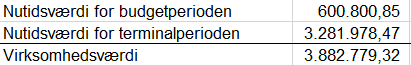 Nutidsværdi for budgetperioden 600.800,85
Nutidsværdi for terminalperioden 3.281.978,47
Virksomhedsværdi 3.882.779,32